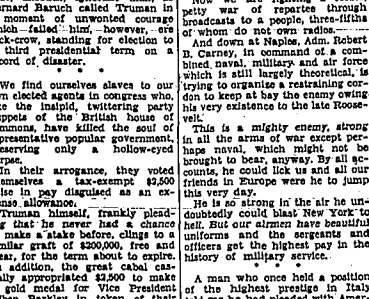 ernard Baruch called Truman in
moment of unwonted courage
which failed him, however, are
ck-crow, standing for election to
third presidential term on a
cord of disaster.
We find ourselves slaves to our
n elected agents in congress who,
ke the insipid, twittering party
ppets of the British house of
mmons, have killed the soul of
presentative popular government,
eserving only a hollow-eyed
rpse.
In their arrogance, they voted
emselves a tax-exempt $2,500
ise in pay disguised as an ex-
nse allowance.
Truman himself, frankly plead-
g that he never had a chance
make a stake before, clings to a
milar graft of $200,000, free and
ear, for the term about to expire.
addition, the great cabal cas-
ally appropriated $2,500 to make
gold medal for Vice President
petty war of repartee through
broadcasts to a people, three-fifths
of whom do not own radios.
And down at Naples, Adm. Robert
B. Carney, in command of a com-
bined naval, military and air force
which is still largely theoretical, is
trying to organize a restraining cor-
don to keep at bay the enemy owing
his very existence to the late Roose-
velt.
This is a mighty enemy, strong
in all the arms of war except per-
haps naval, which might not be
brought to bear, anyway. By all ac-
counts, he could lick us and all our
friends in Europe were he to jump
this very day.
He is so strong in the air he un-
doubtedly could blast New York to
hell. But our airmen have beautiful
uniforms and the sergeants and
officers get the highest pay in the
history of military service.
A man who once held a position
of the highest prestige in Italy